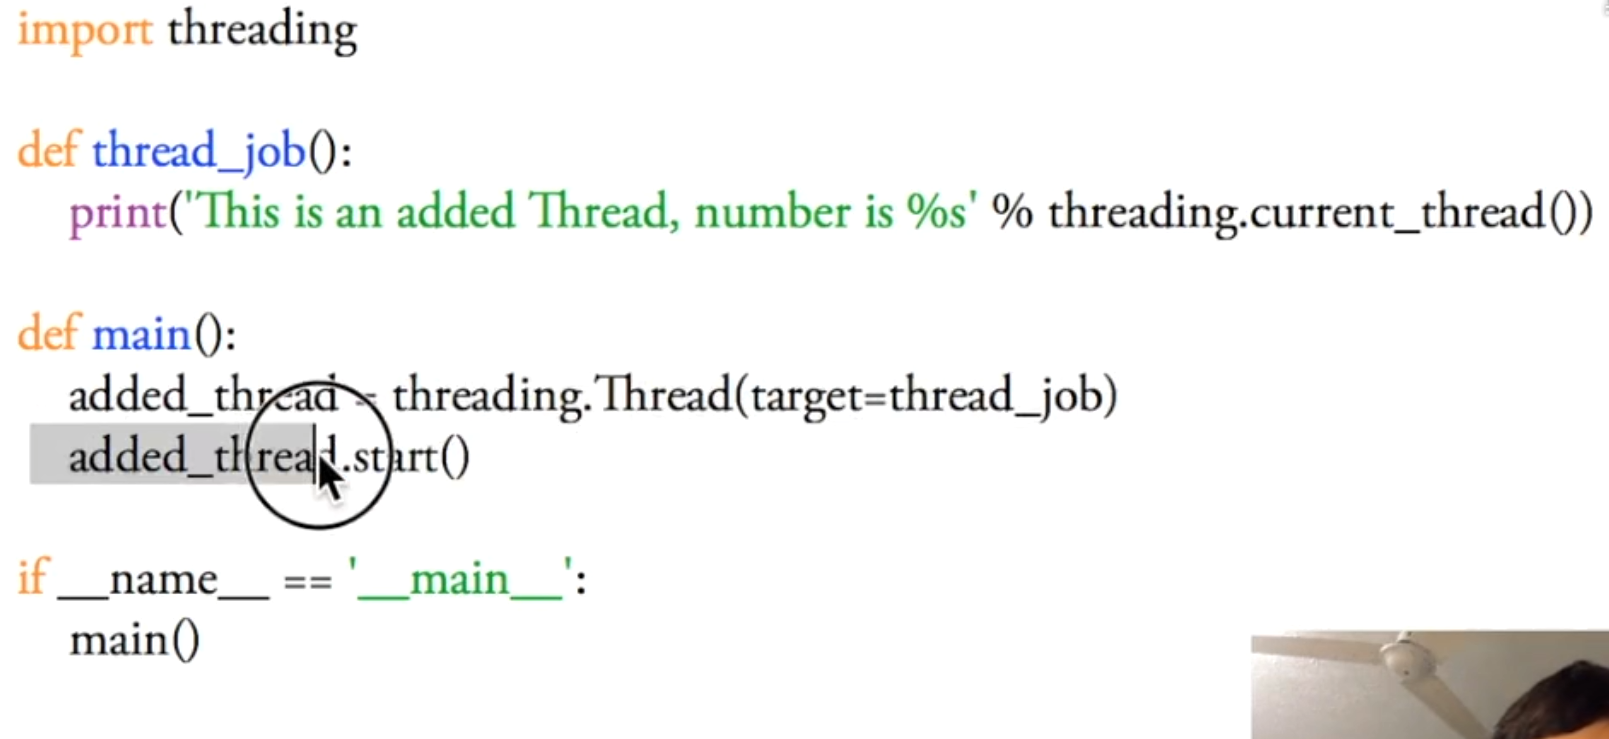 import threading
def thread_job():
print('This is an added Thread, number is %s' % threading.current_thread())
def main():
added_thread = threading.Thread(target=thread_job)
added_thread.start()
if __name__ == '__main__':
main()